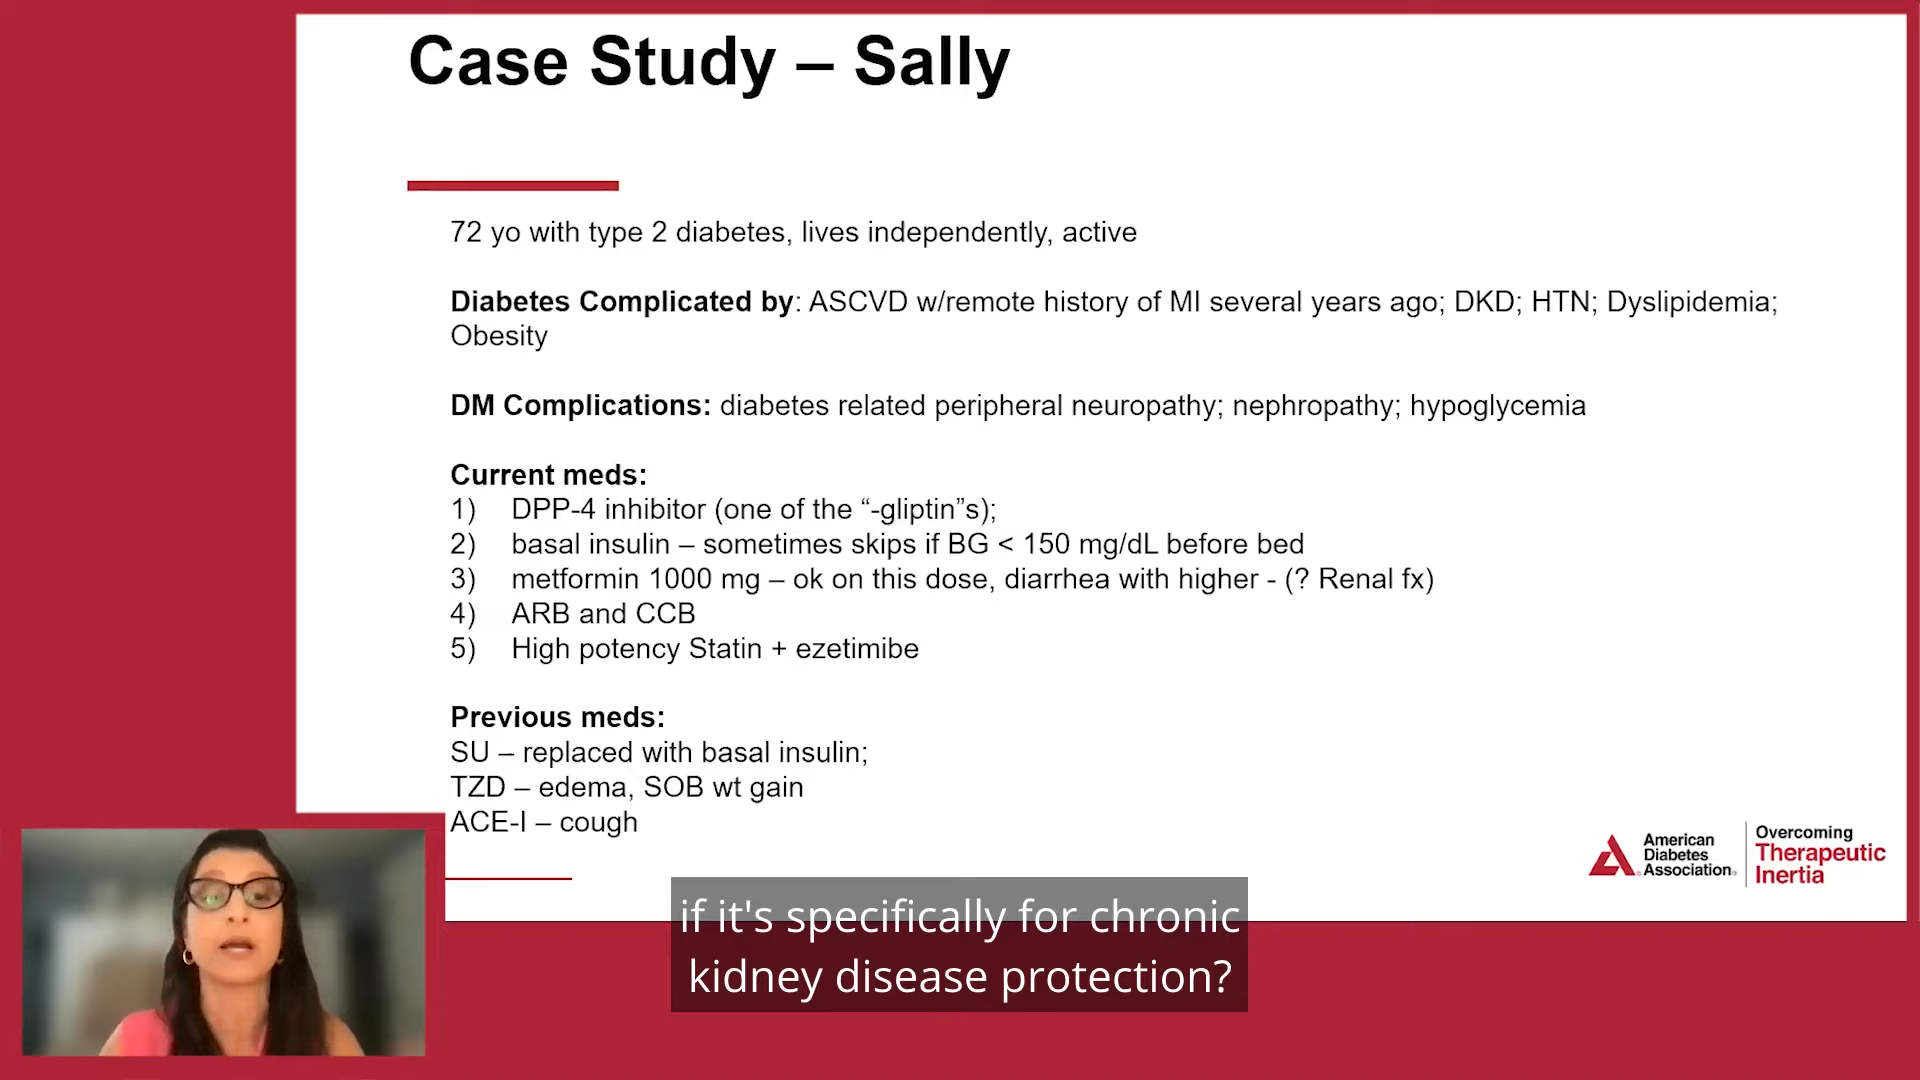 Case Study – Sally
72 yo with type 2 diabetes, lives independently, active
Diabetes Complicated by: ASCVD w/remote history of MI several years ago; DKD; HTN; Dyslipidemia;
Obesity
DM Complications: diabetes related peripheral neuropathy; nephropathy; hypoglycemia
Current meds:
1) DPP-4 inhibitor (one of the “-gliptin”s);
2) basal insulin – sometimes skips if BG < 150 mg/dL before bed
3) metformin 1000 mg – ok on this dose, diarrhea with higher - (? Renal fx)
4) ARB and CCB
5) High potency Statin + ezetimibe
Previous meds:
SU – replaced with basal insulin;
TZD – edema, SOB wt gain
ACE-I – cough
American
Diabetes
Association®
Overcoming
Therapeutic
Inertia
if it's specifically for chronic
kidney disease protection?